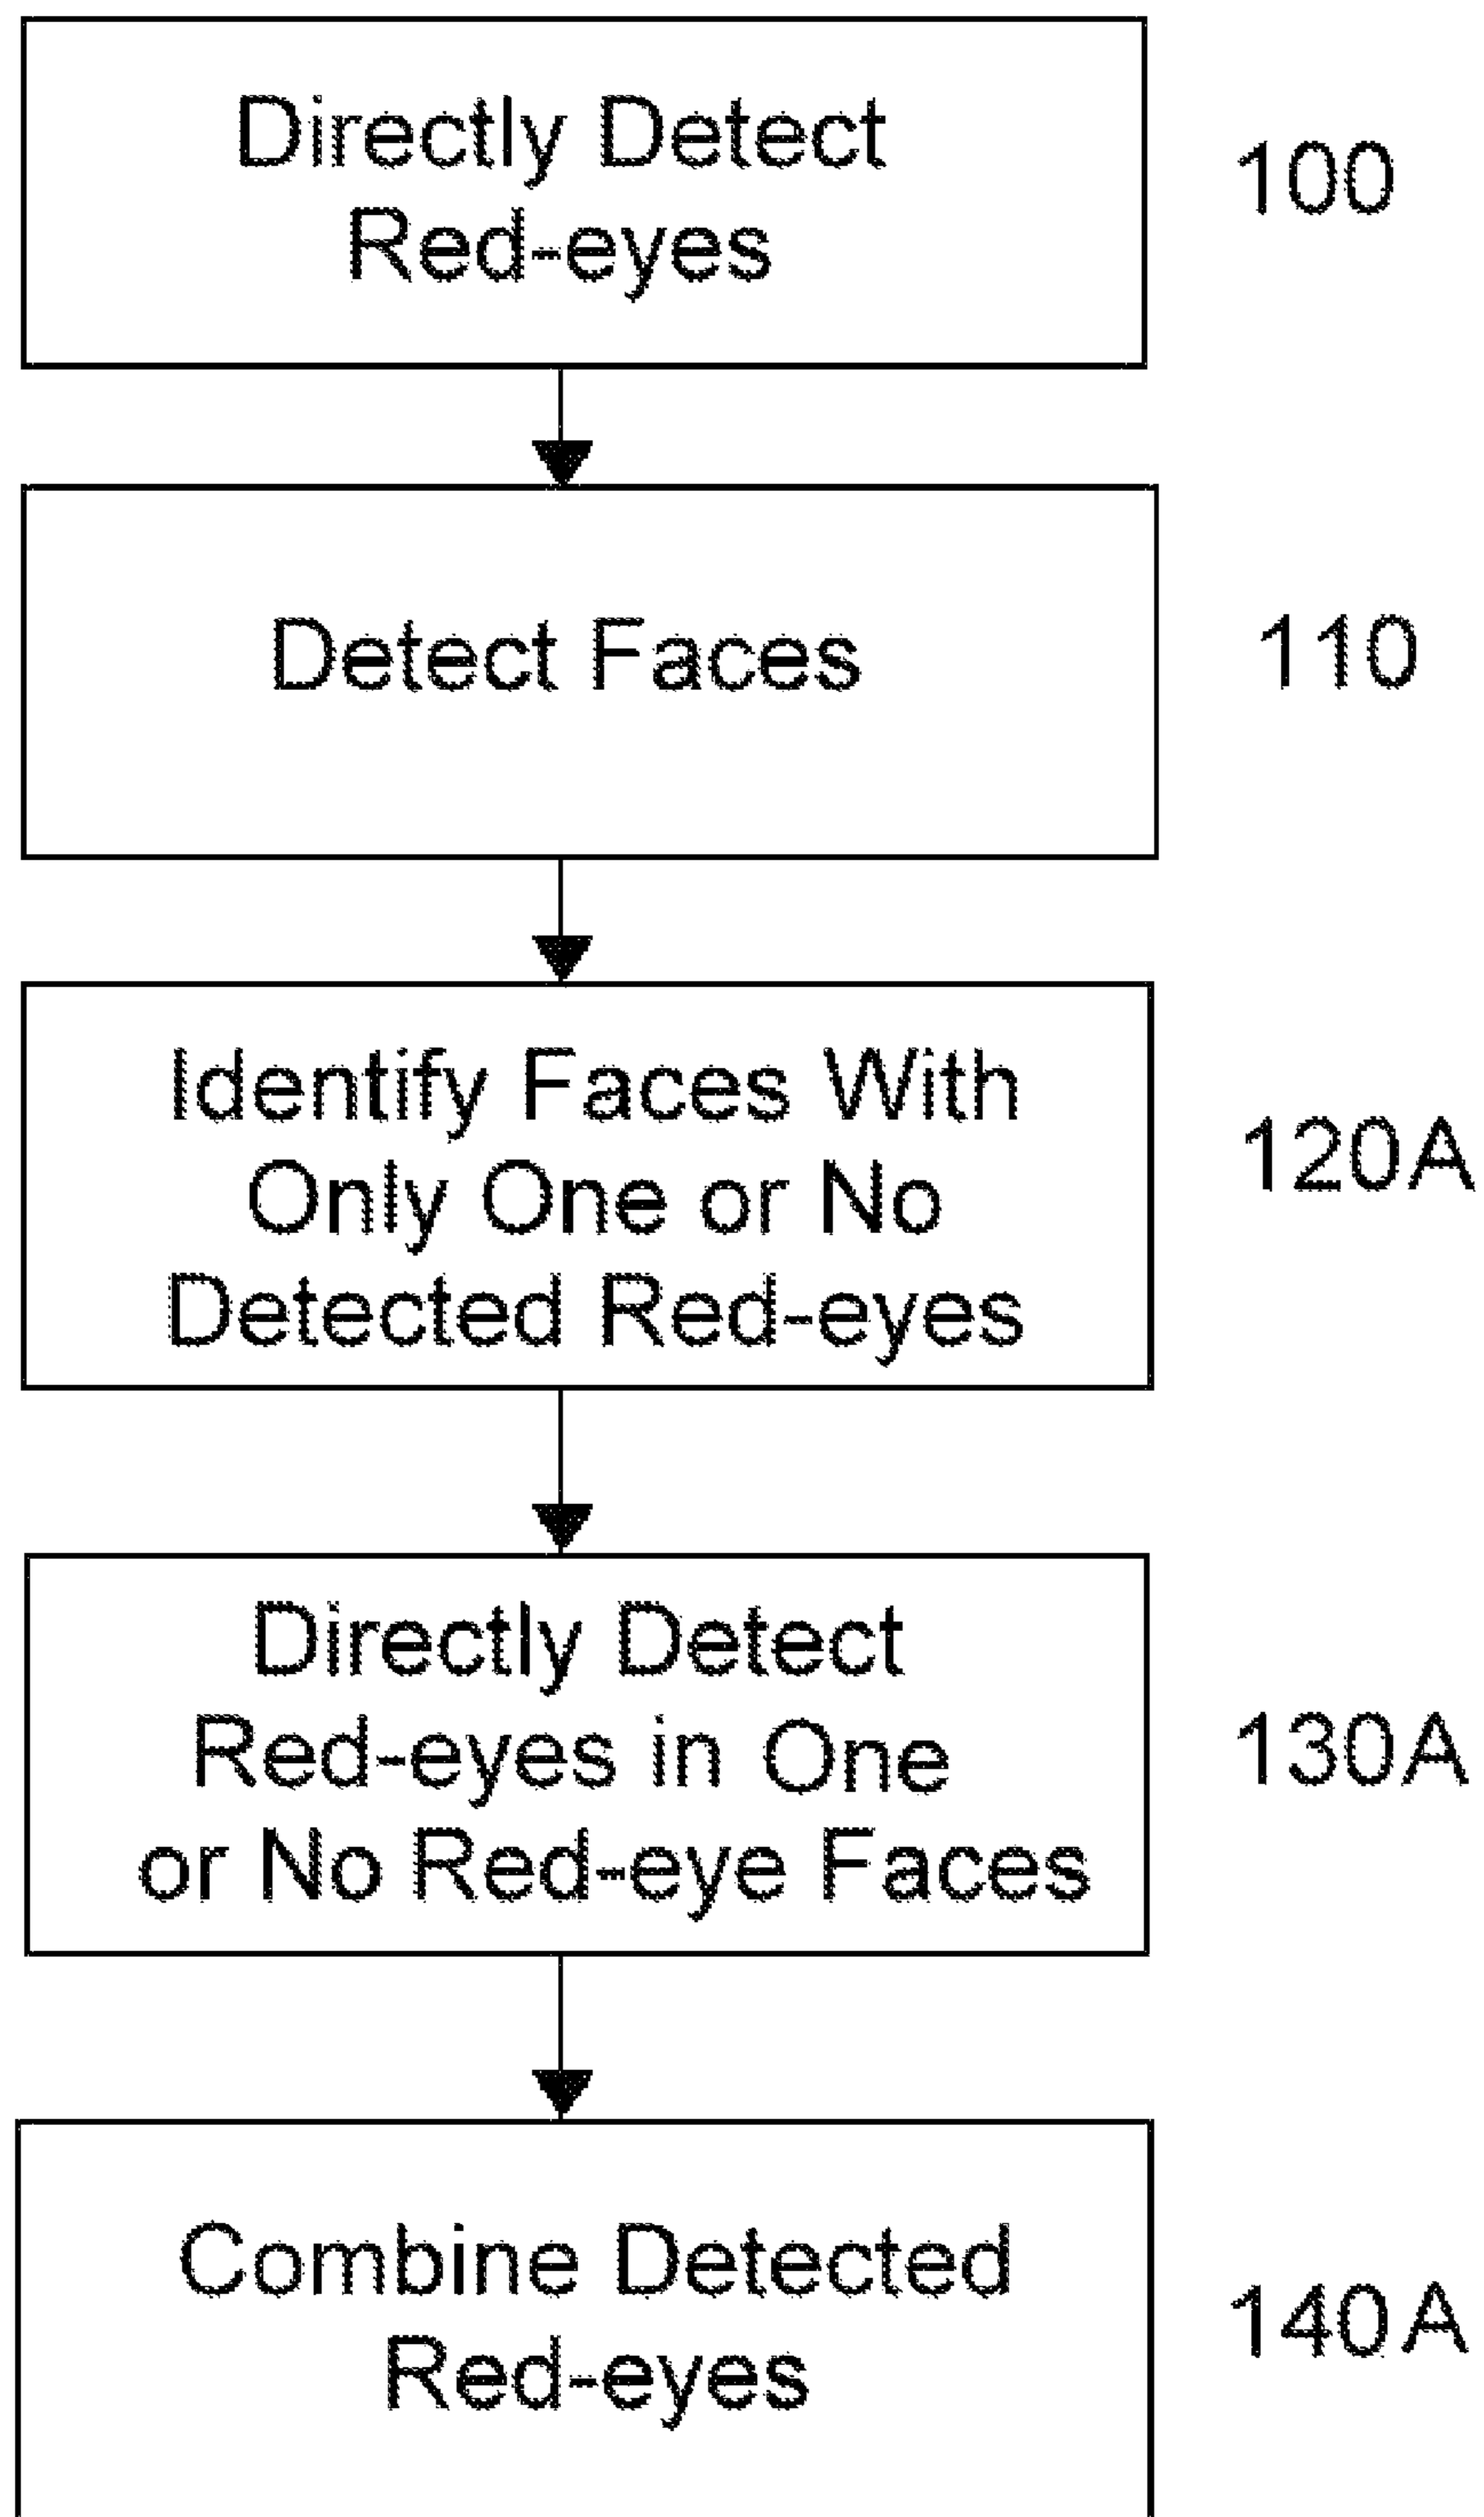 Directly Detect
Red-eyes
100
Detect Faces
110
Identify Faces With
Only One or No
Detected Red-eyes
120A
Directly Detect
Red-eyes in One
or No Red-eye Faces
130A
Combine Detected
Red-eyes
140A